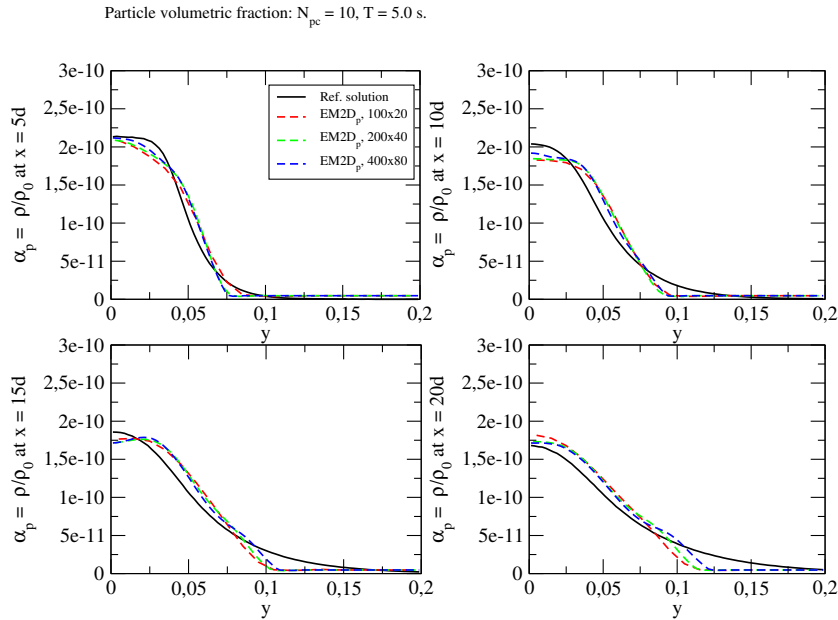 Particle volumetric fraction: N_pc = 10, T = 5.0 s.
α_p = ρ/ρ_0 at x = 5d
3e-10
2,5e-10
2e-10
1,5e-10
1e-10
5e-11
0
0 0,05 0,1 0,15 0,2
y
Ref. solution
EM2D_p, 100x20
EM2D_p, 200x40
EM2D_p, 400x80
α_p = ρ/ρ_0 at x = 10d
3e-10
2,5e-10
2e-10
1,5e-10
1e-10
5e-11
0
0 0,05 0,1 0,15 0,2
y
α_p = ρ/ρ_0 at x = 15d
3e-10
2,5e-10
2e-10
1,5e-10
1e-10
5e-11
0
0 0,05 0,1 0,15 0,2
y
α_p = ρ/ρ_0 at x = 20d
3e-10
2,5e-10
2e-10
1,5e-10
1e-10
5e-11
0
0 0,05 0,1 0,15 0,2
y